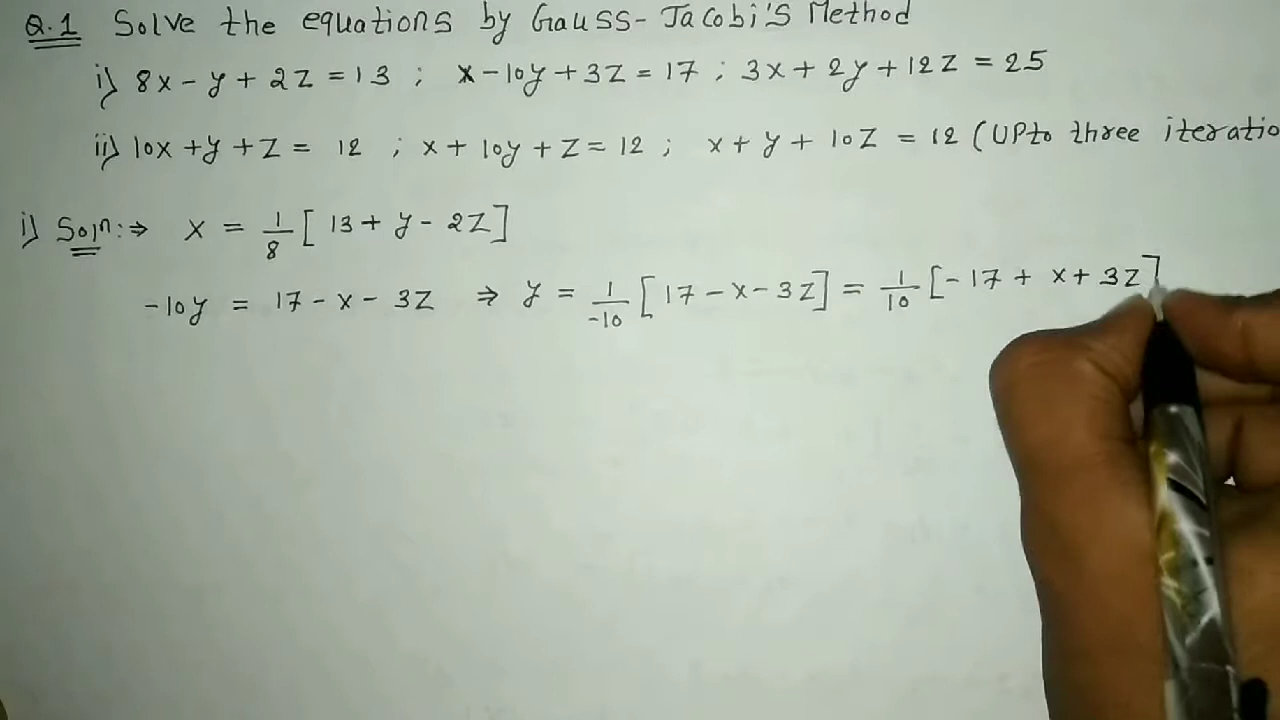 Q.1 Solve the equations by Gauss-Jacobi's Method
i) 8x - y + 2z = 13 ; x - 10y + 3z = 17 ; 3x + 2y + 12z = 25
ii) 10x + y + z = 12 ; x + 10y + z = 12 ; x + y + 10z = 12 (UPto three iteratio
i) Soln:⇒ x = 1/8 [13 + y - 2z]
-10y = 17 - x - 3z ⇒ y = 1/-10 [17 - x - 3z] = 1/10 [-17 + x + 3z]